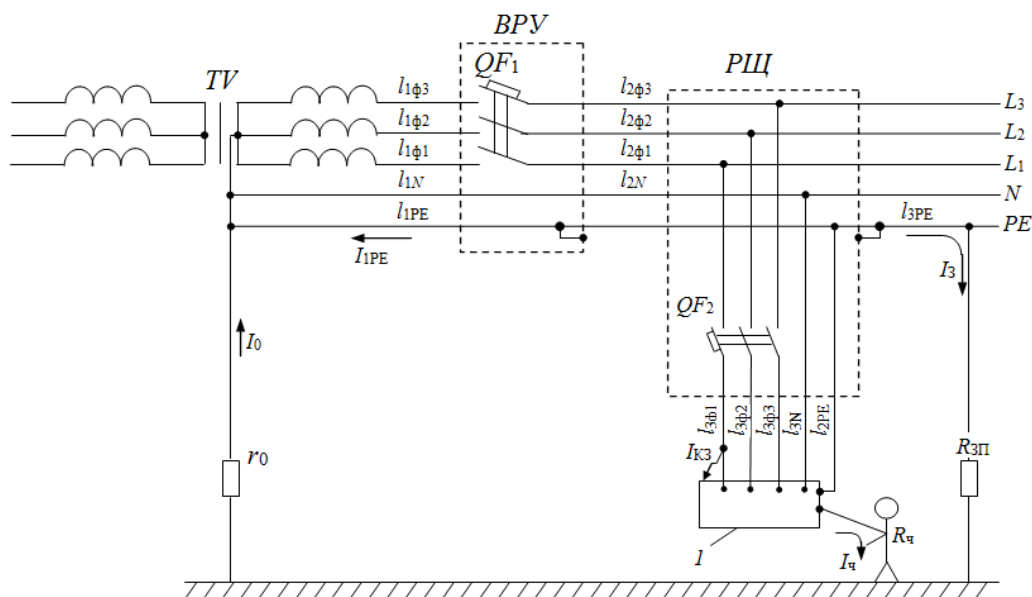 ВРУ
TV
QF1
РЩ
l1ф3
l2ф3
L3
l1ф2
l2ф2
L2
l1ф1
l2ф1
L1
l1N
l2N
N
l1PE
l3PE
PE
I1PE
IЗ
QF2
I0
l3ф1
l3ф2
l3ф3
l3N
l2PE
IКЗ
RЗП
r0
Rч
1
Iч